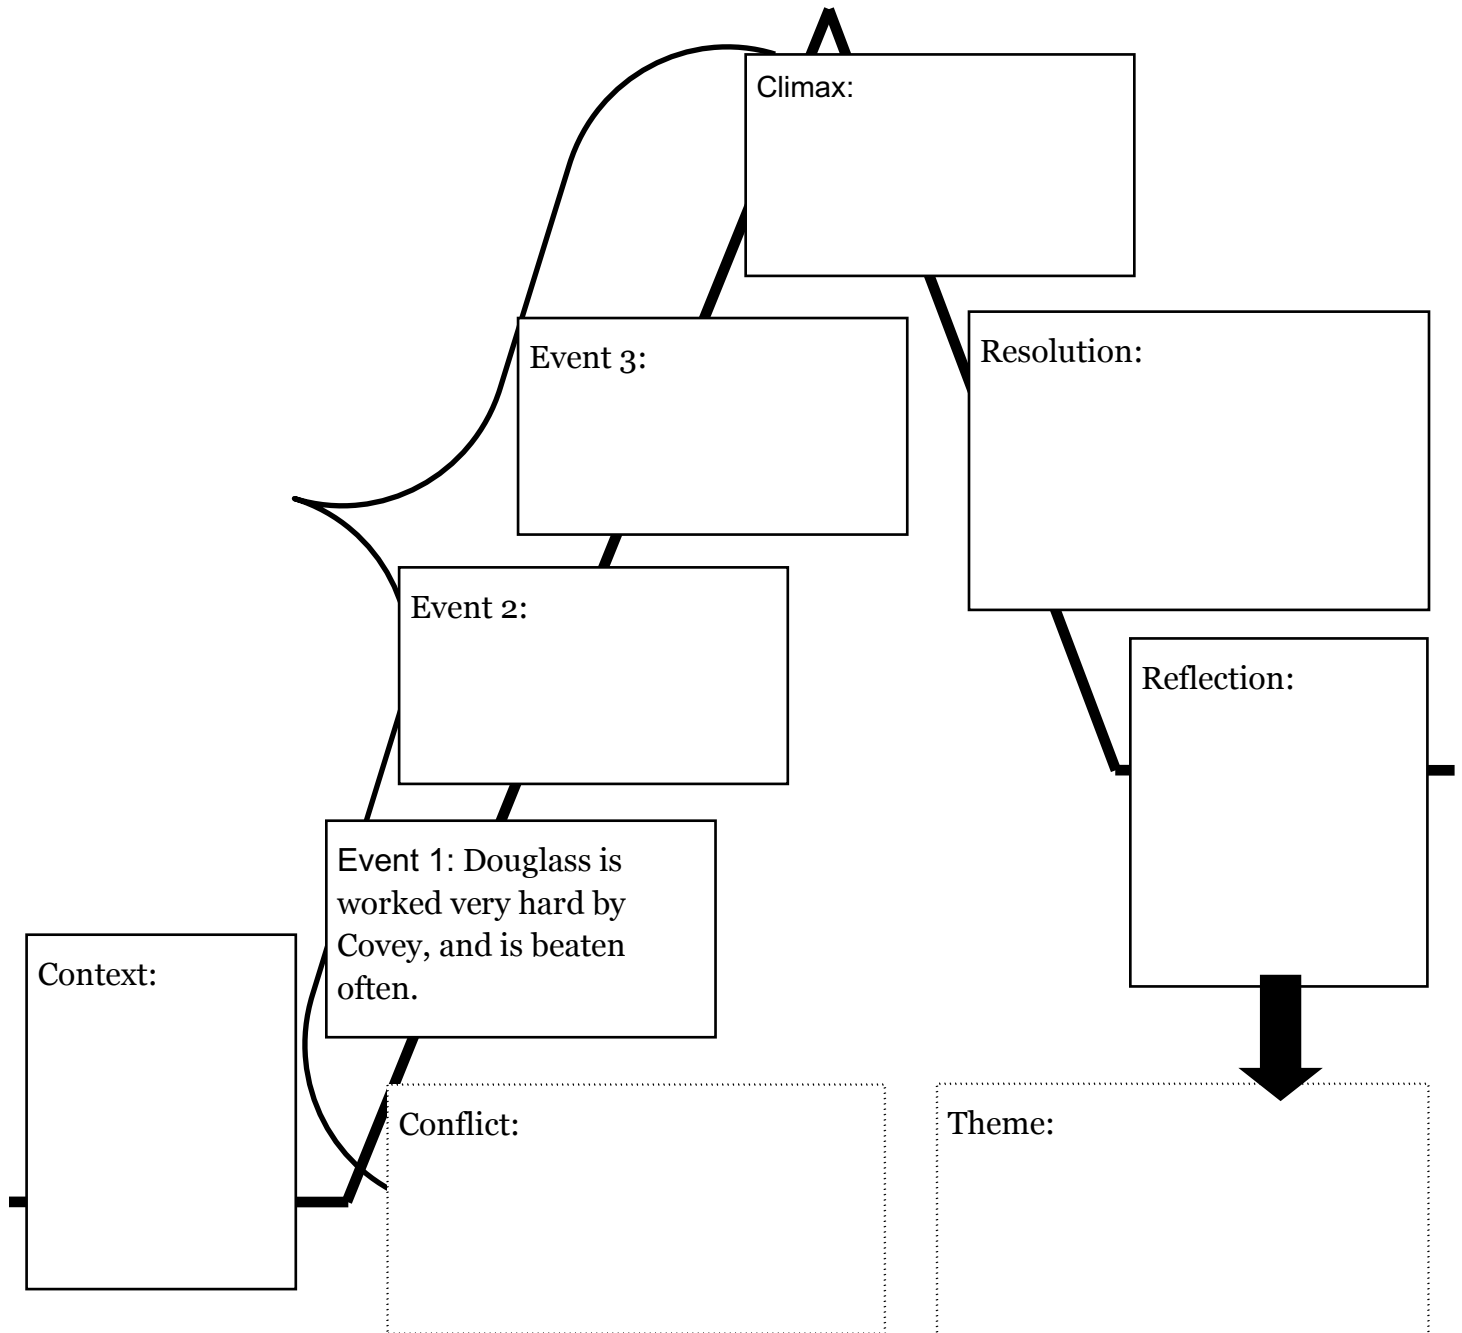 Climax:
Event 3:
Resolution:
Event 2:
Reflection:
Event 1: Douglass is
worked very hard by
Covey, and is beaten
often.
Context:
Conflict:
Theme: